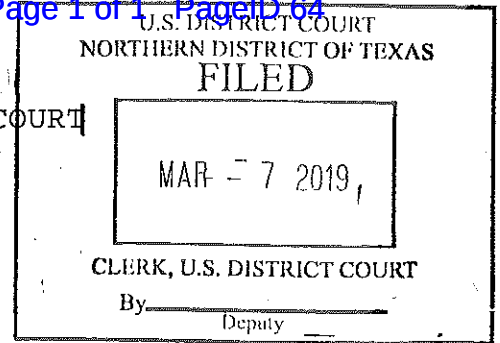 Page 1 of 1 PageID 64
U.S. DISTRICT COURT
NORTHERN DISTRICT OF TEXAS
FILED
COURT
MAR - 7 2019
CLERK, U.S. DISTRICT COURT
By
Deputy